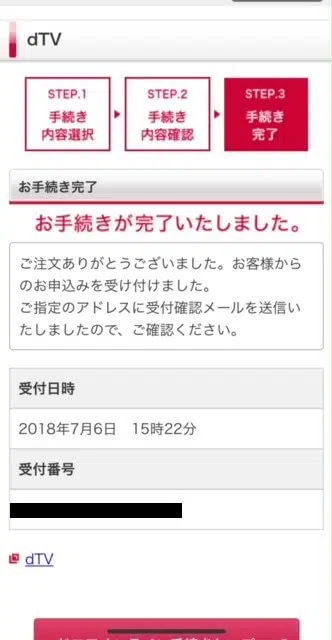 dTV
STEP.1
手続き
内容選択
STEP.2
手続き
内容確認
STEP.3
手続き
完了
お手続き完了
お手続きが完了いたしました。
ご注文ありがとうございました。お客様から
のお申込みを受け付けました。
ご指定のアドレスに受付確認メールを送信い
たしましたので、ご確認ください。
受付日時
2018年7月6日 15時22分
受付番号
dTV